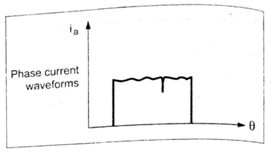 i_a
Phase current
waveforms
θ